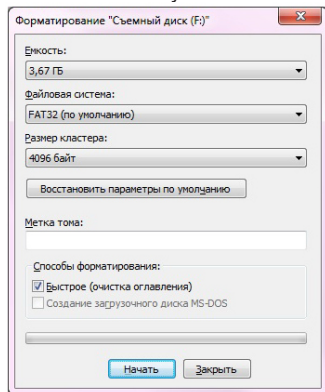 Форматирование "Съемный диск (F:)"
Емкость:
3,67 ГБ
Файловая система:
FAT32 (по умолчанию)
Размер кластера:
4096 байт
Восстановить параметры по умолчанию
Метка тома:
Способы форматирования:
Быстрое (очистка оглавления)
Создание загрузочного диска MS-DOS
Начать
Закрыть